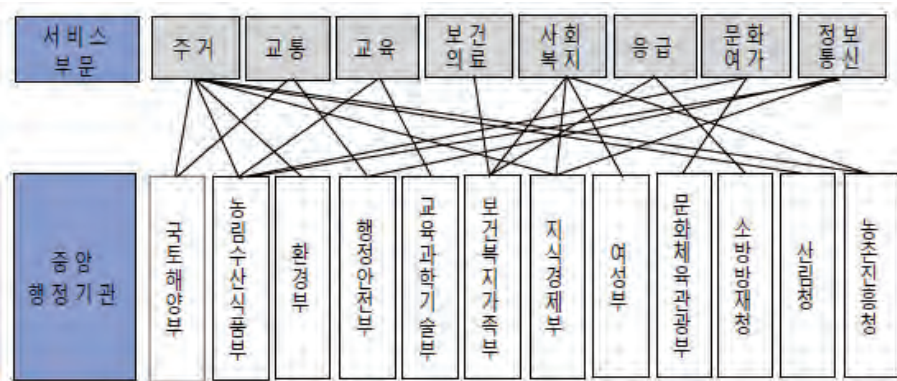 서비스
부문
주거
교통
교육
보건
의료
사회
복지
응급
문화
여가
정보
통신
중앙
행정기관
국토해양부
농림수산식품부
환경부
행정안전부
교육과학기술부
보건복지가족부
지식경제부
여성부
문화체육관광부
소방방재청
산림청
농촌진흥청